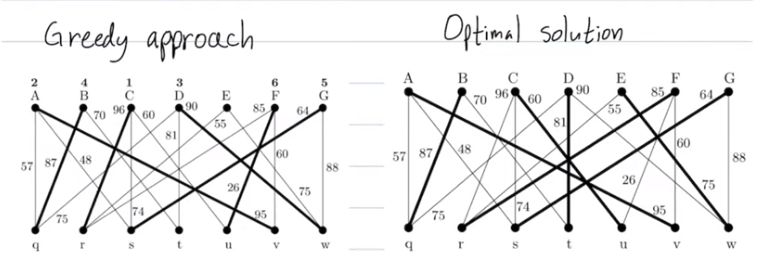 Greedy approach
Optimal solution
2 4 1 3 6 5
A B C D E F G
70 96 60 90 55 85 64
81
57 87 48 60
88
26 75
75 74 95
q r s t u v w
A B C D E F G
70 96 60 90 55 85 64
81
57 87 48 60
88
26 75
75 74 95
q r s t u v w